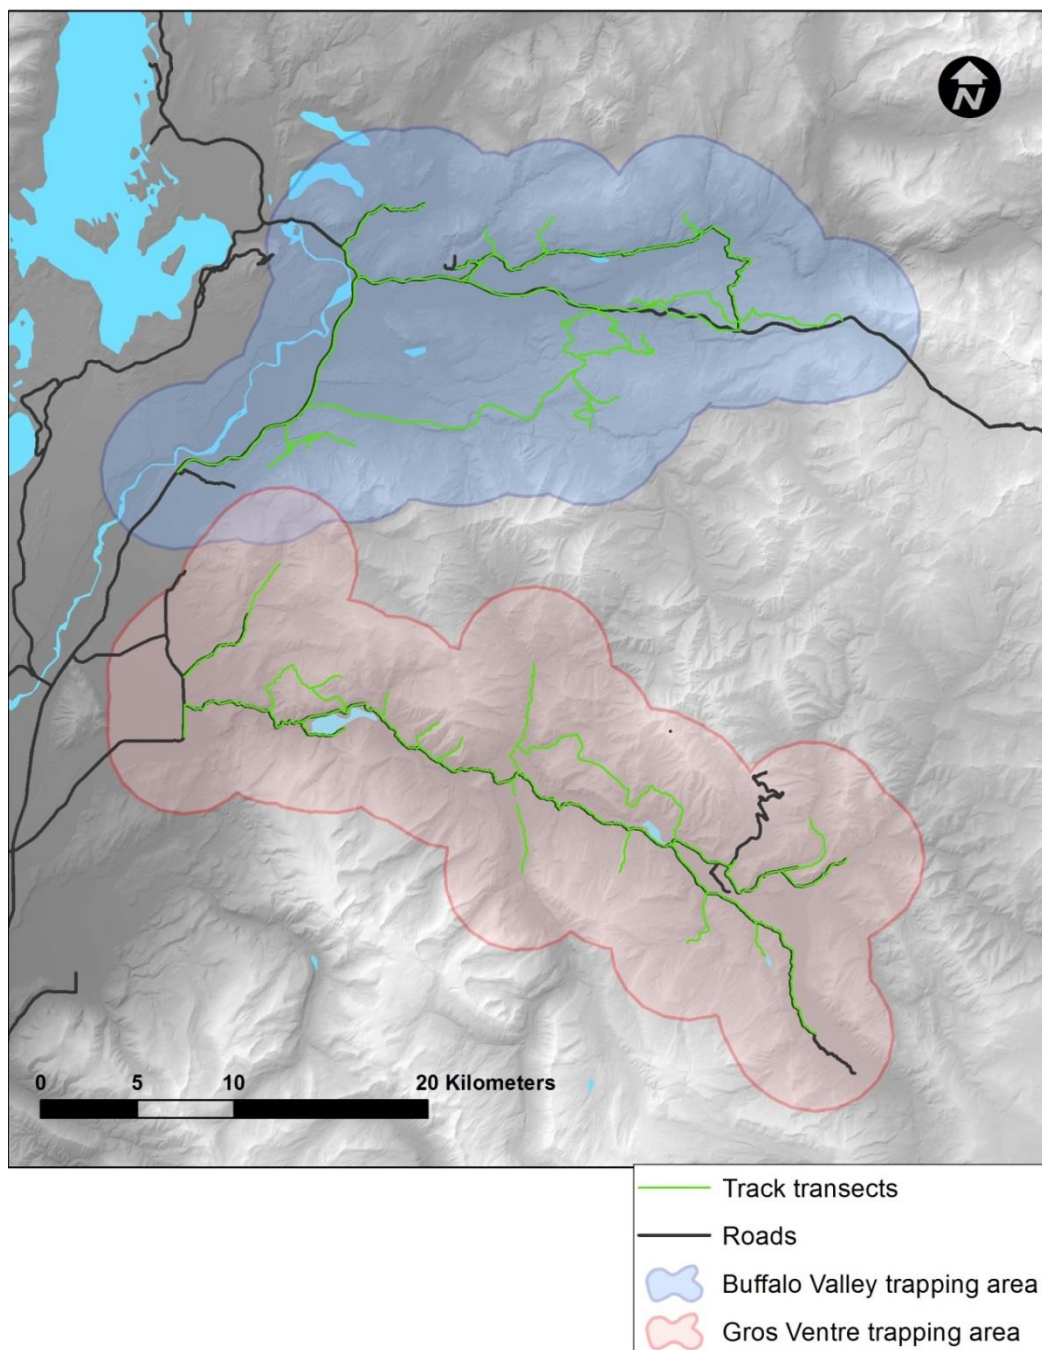 N
0 5 10 20 Kilometers
Track transects
Roads
Buffalo Valley trapping area
Gros Ventre trapping area